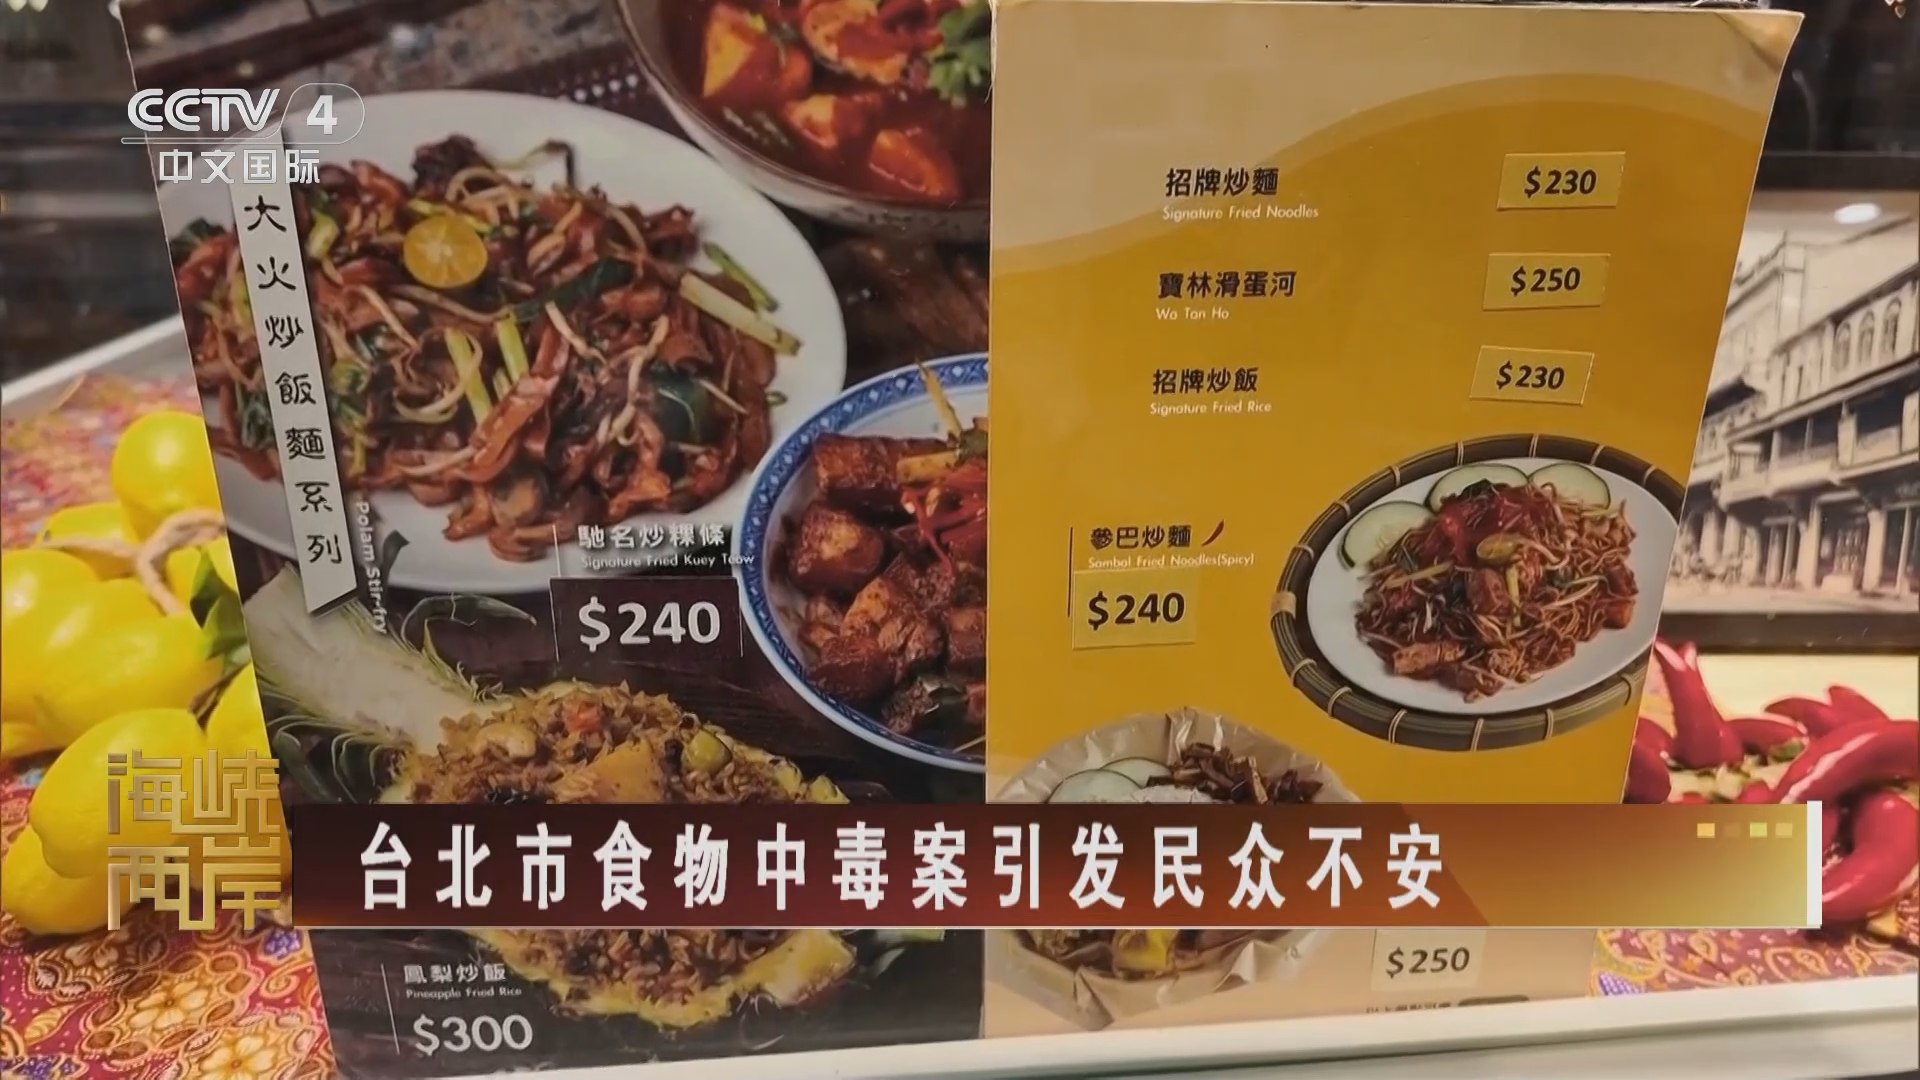 CCTV 4
中文国际
大火炒飯麵系列
Polam Stir-fry
馳名炒粿條
Signature Fried Kuey Teow
$240
鳳梨炒飯
Pineapple Fried Rice
$300
招牌炒麵
Signature Fried Noodles
$230
寶林滑蛋河
Wa Tan Ho
$250
招牌炒飯
Signature Fried Rice
$230
參巴炒麵
Sambal Fried Noodles(Spicy)
$240
$250
海峡两岸
台北市食物中毒案引发民众不安